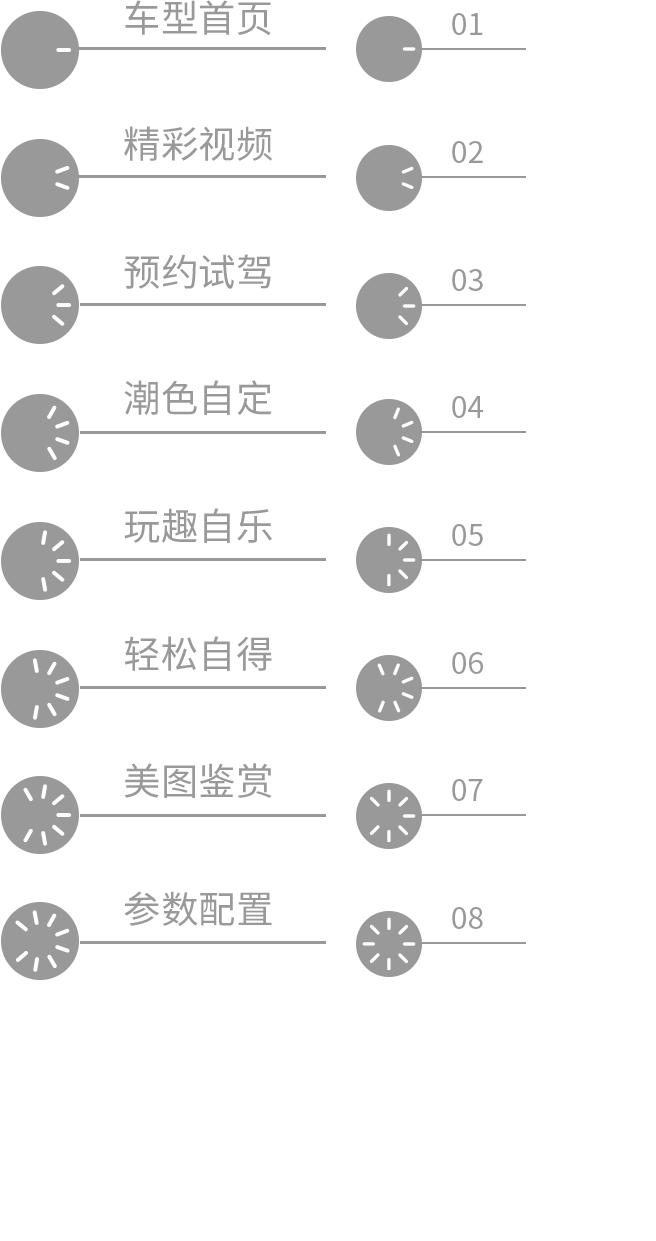 车型首页 01
精彩视频 02
预约试驾 03
潮色自定 04
玩趣自乐 05
轻松自得 06
美图鉴赏 07
参数配置 08